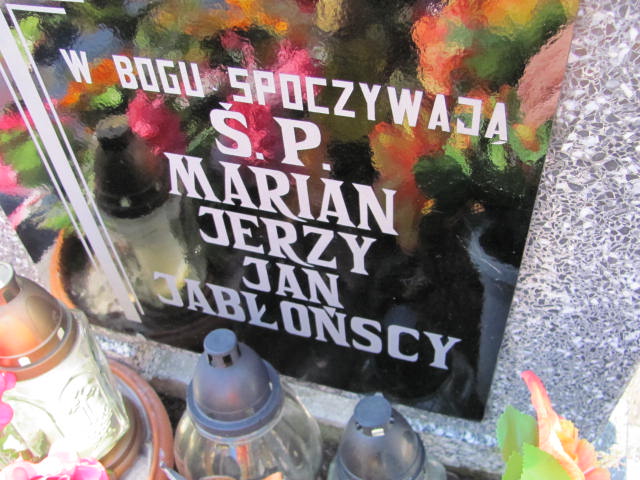 W BOGU SPOCZYWAJĄ
Ś.P.
MARIAN
JERZY
JAN
JABŁOŃSCY